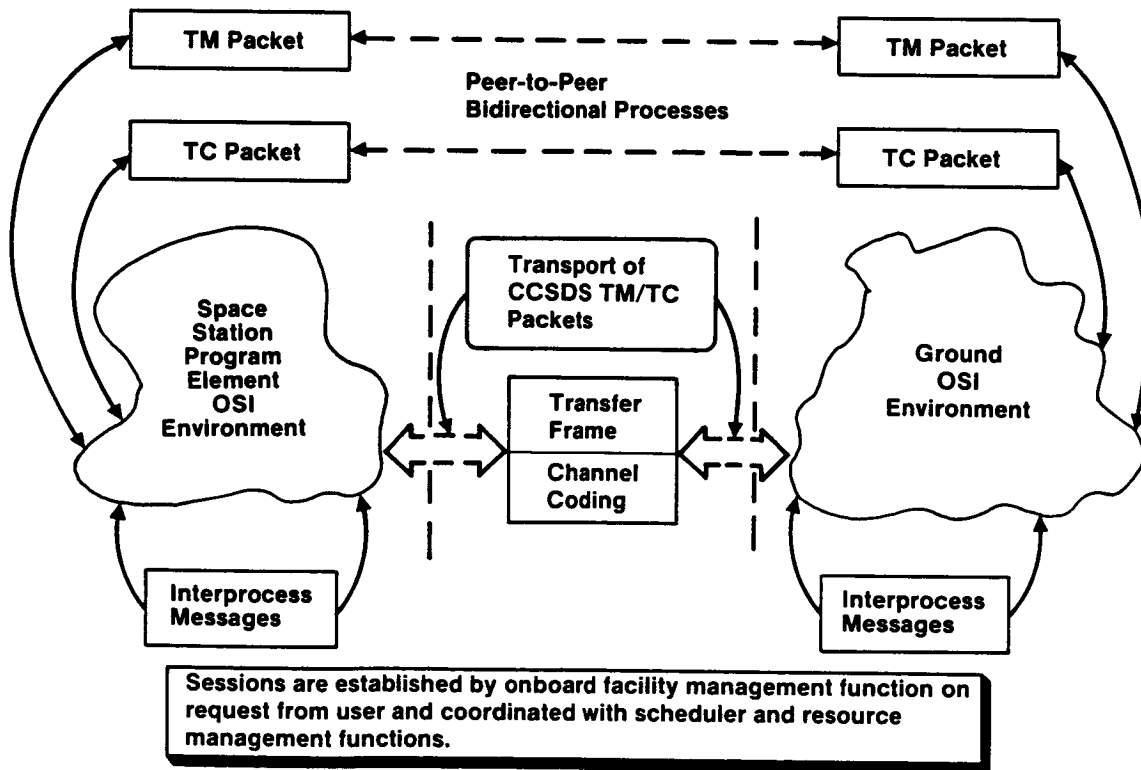 TM Packet
TM Packet
Peer-to-Peer
Bidirectional Processes
TC Packet
TC Packet
Transport of
CCSDS TM/TC
Packets
Space
Station
Program
Element
OSI
Environment
Ground
OSI
Environment
Transfer
Frame
Channel
Coding
Interprocess
Messages
Interprocess
Messages
Sessions are established by onboard facility management function on
request from user and coordinated with scheduler and resource
management functions.